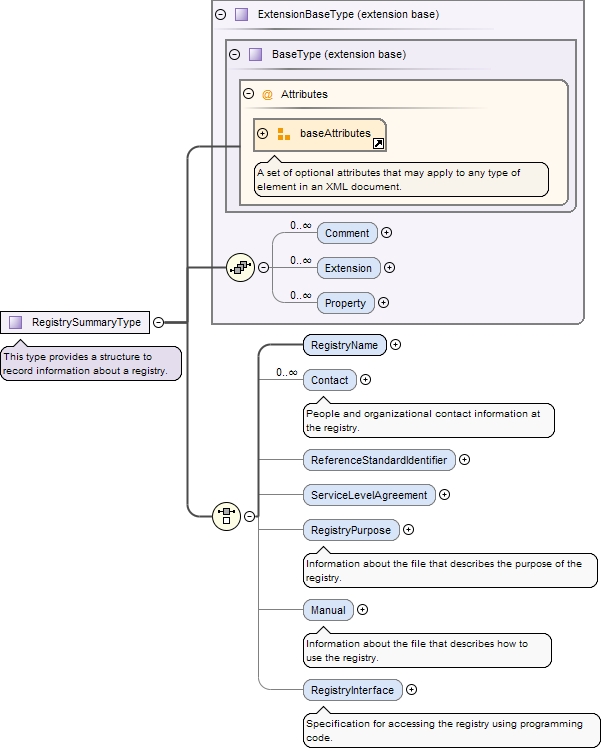 ExtensionBaseType (extension base)
BaseType (extension base)
@ Attributes
baseAttributes
A set of optional attributes that may apply to any type of
element in an XML document.
0..∞
Comment
0..∞
Extension
0..∞
Property
RegistrySummaryType
This type provides a structure to
record information about a registry.
RegistryName
0..∞
Contact
People and organizational contact information at
the registry.
ReferenceStandardIdentifier
ServiceLevelAgreement
RegistryPurpose
Information about the file that describes the purpose of the
registry.
Manual
Information about the file that describes how to
use the registry.
RegistryInterface
Specification for accessing the registry using programming
code.